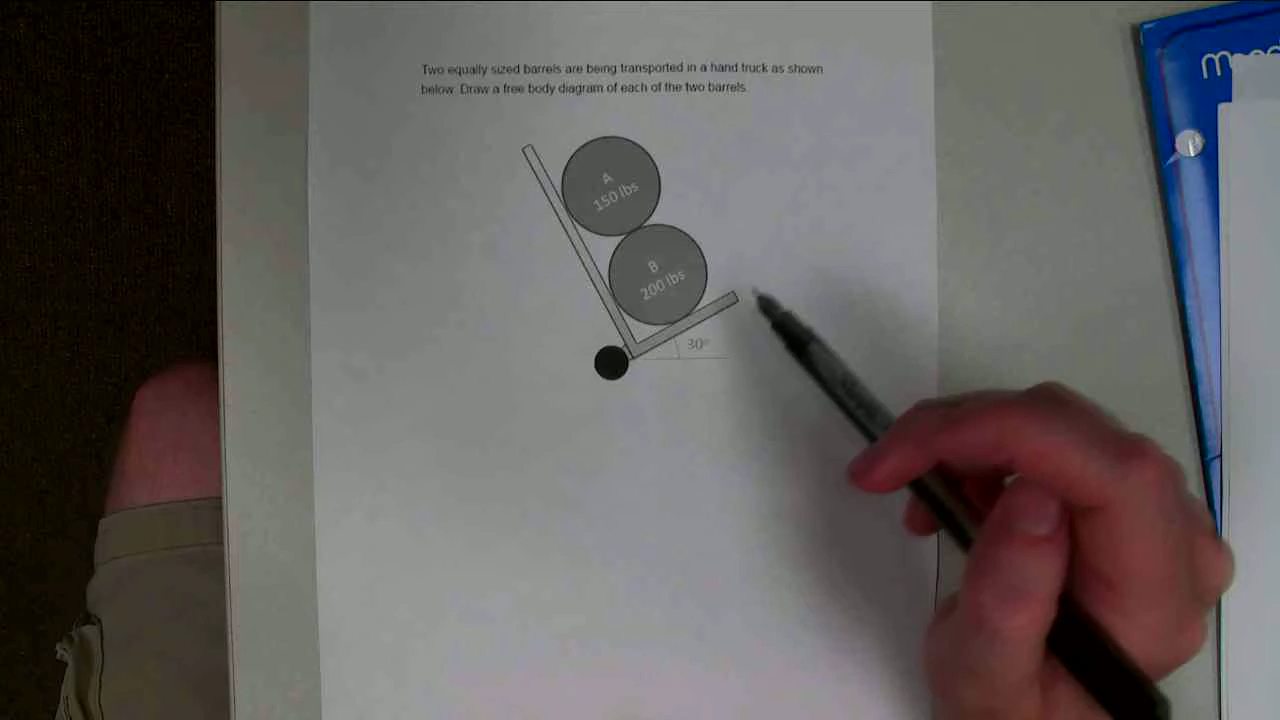 Two equally sized barrels are being transported in a hand truck as shown
below. Draw a free body diagram of each of the two barrels.
A
150 lbs
B
200 lbs
30º